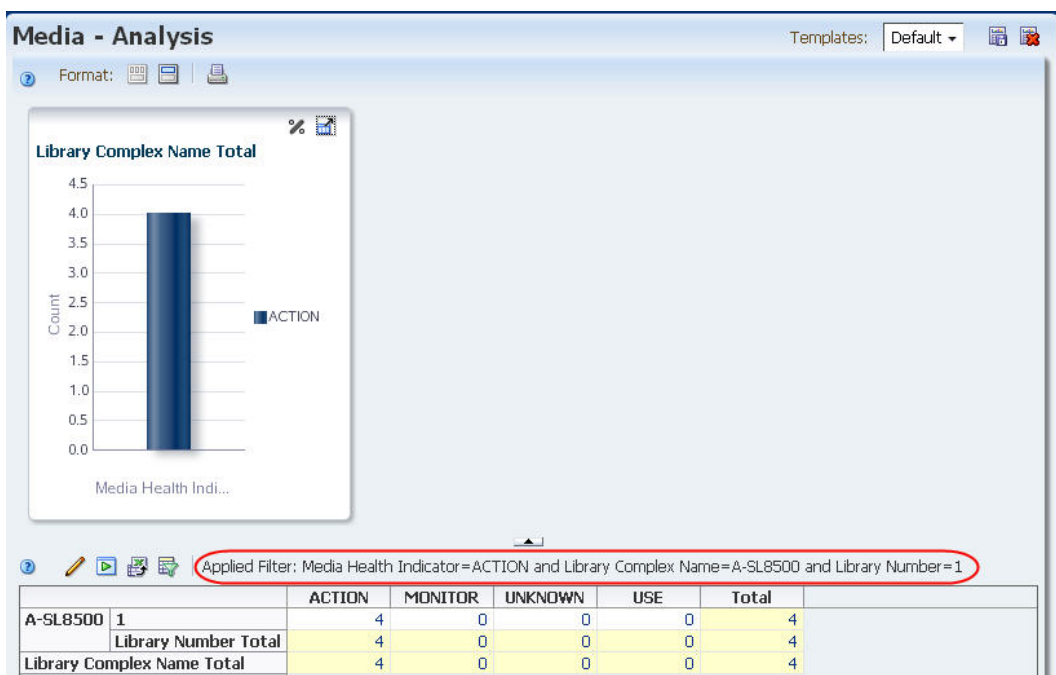 Media - Analysis
Templates: Default
Format:
Library Complex Name Total
4.5
4.0
3.5
3.0
2.5
2.0
1.5
1.0
0.5
0.0
Count
ACTION
Media Health Indi...
Applied Filter: Media Health Indicator=ACTION and Library Complex Name=A-SL8500 and Library Number=1
ACTION MONITOR UNKNOWN USE Total
A-SL8500 1 4 0 0 0 4
Library Number Total 4 0 0 0 4
Library Complex Name Total 4 0 0 0 4